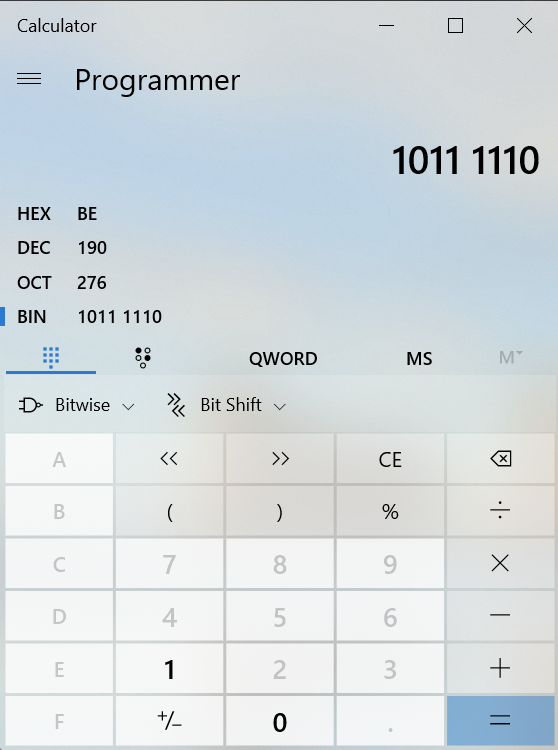 Calculator
Programmer
1011 1110
HEX BE
DEC 190
OCT 276
BIN 1011 1110
QWORD MS M
Bitwise Bit Shift
A << >> CE
B ( ) % ÷
C 7 8 9 ×
D 4 5 6 −
E 1 2 3 +
F +/− 0 . =